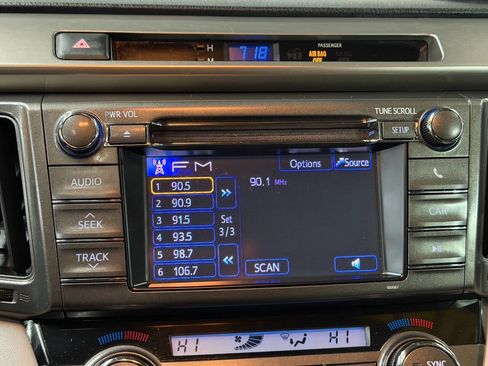 H
M
7:18
PASSENGER
AIR BAG
OFF
PWR VOL
TUNE SCROLL
SETUP
FM
Options
Source
AUDIO
SEEK
TRACK
1 90.5
2 90.9
3 91.5
4 93.5
5 98.7
6 106.7
Set
3/3
90.1 MHz
SCAN
CAR
100067
HI
HI
SYNC